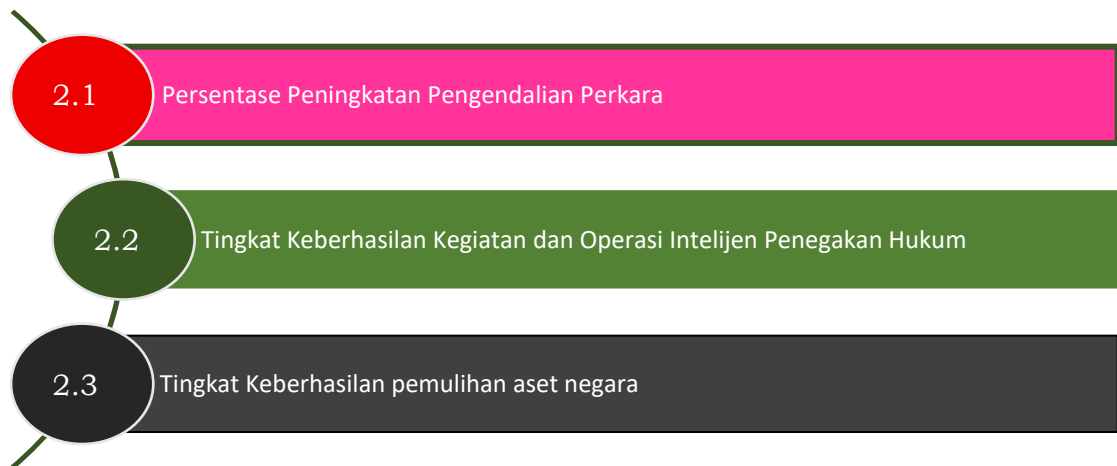 2.1
Persentase Peningkatan Pengendalian Perkara
2.2
Tingkat Keberhasilan Kegiatan dan Operasi Intelijen Penegakan Hukum
2.3
Tingkat Keberhasilan pemulihan aset negara